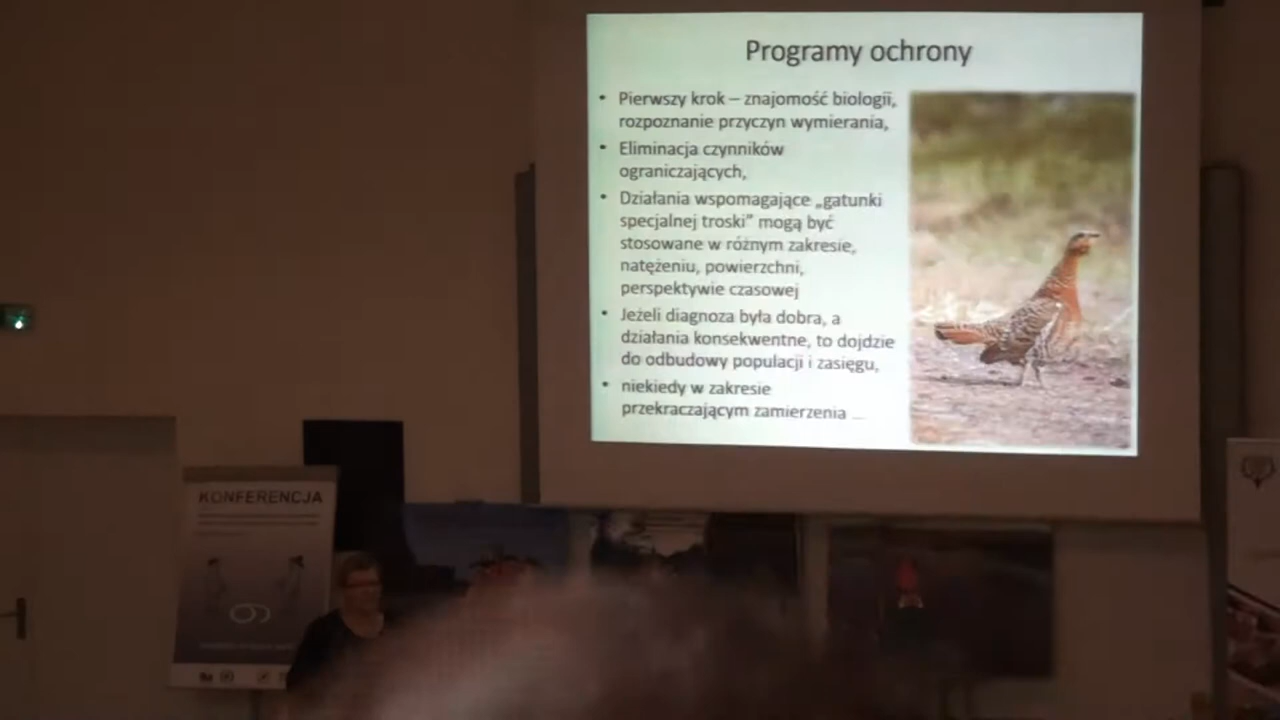 Programy ochrony
• Pierwszy krok – znajomość biologii,
rozpoznanie przyczyn wymierania,
• Eliminacja czynników
ograniczających,
• Działania wspomagające „gatunki
specjalnej troski” mogą być
stosowane w różnym zakresie,
natężeniu, powierzchni,
perspektywie czasowej
• Jeżeli diagnoza była dobra, a
działania konsekwentne, to dojdzie
do odbudowy populacji i zasięgu,
• niekiedy w zakresie
przekraczającym zamierzenia ...
KONFERENCJA